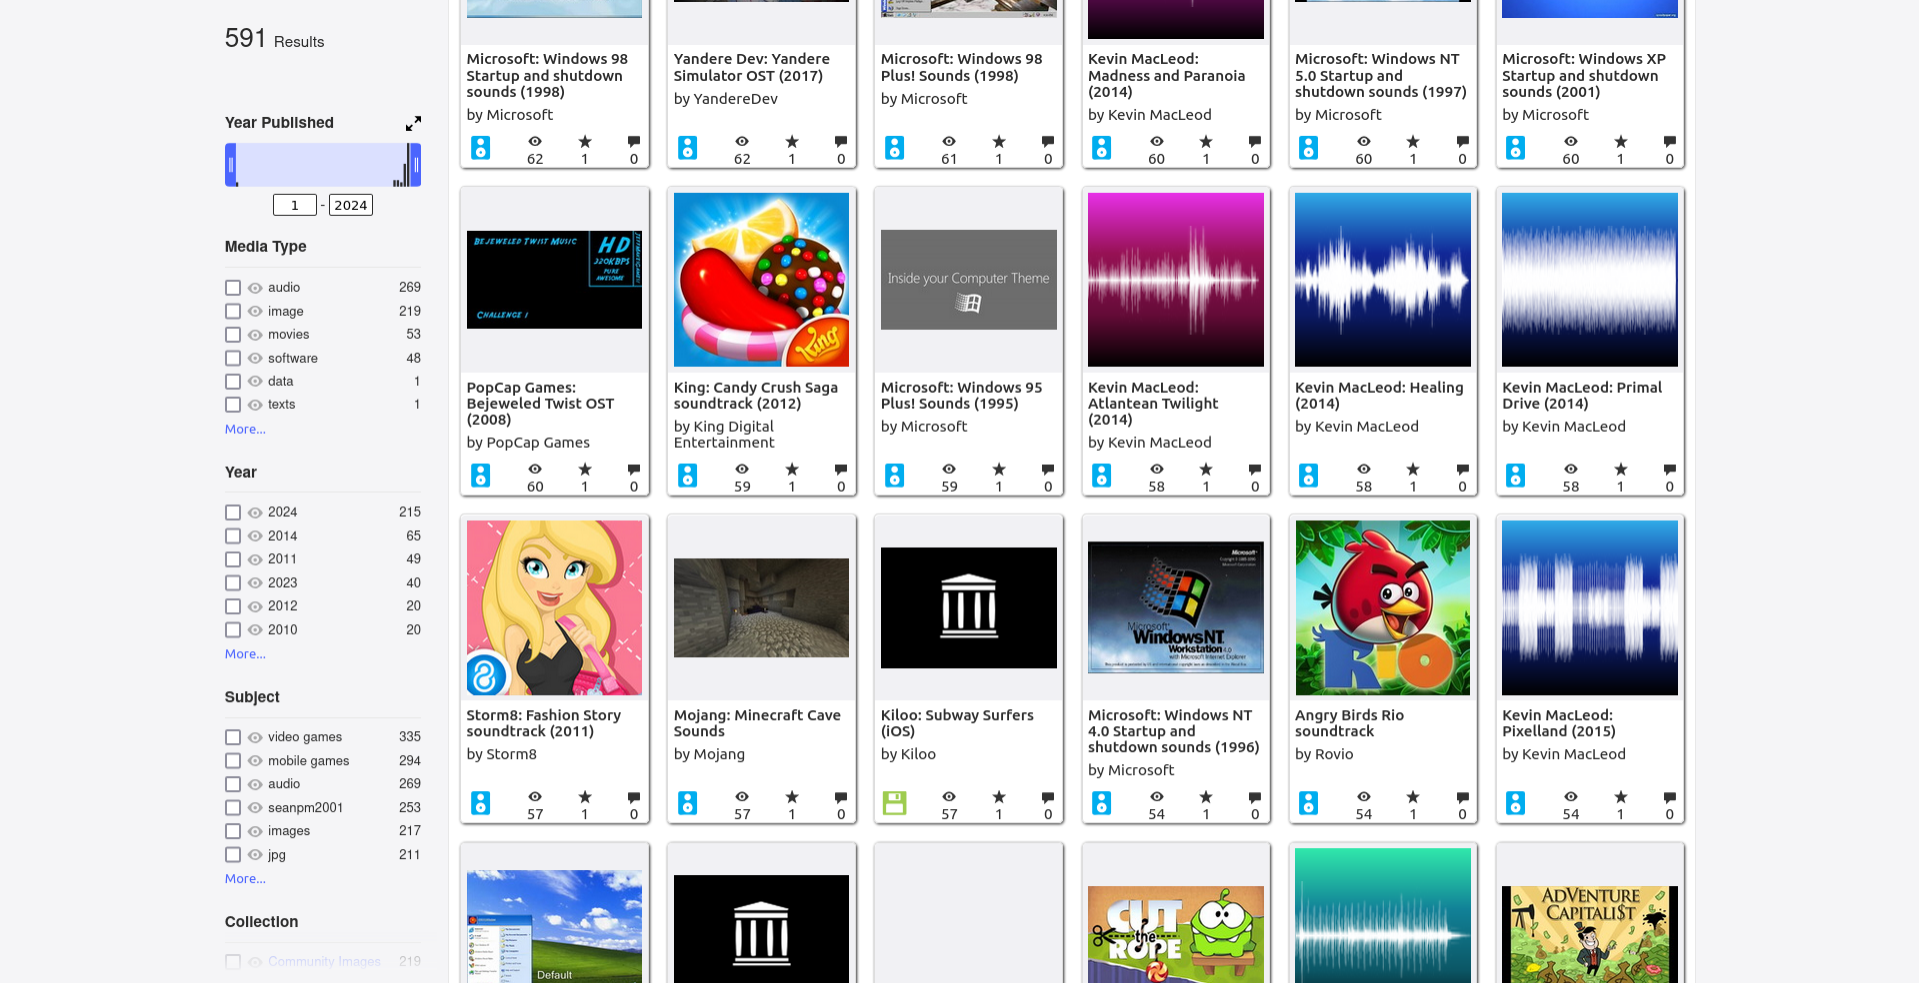 591 Results
Year Published
1 - 2024
Media Type
audio 269
image 219
movies 53
software 48
data 1
texts 1
More...
Year
2024 215
2014 65
2011 49
2023 40
2012 20
2010 20
More...
Subject
video games 335
mobile games 294
audio 269
seanpm2001 253
images 217
jpg 211
More...
Collection
Community Images 219
Microsoft: Windows 98
Startup and shutdown
sounds (1998)
by Microsoft
62 1 0
Yandere Dev: Yandere
Simulator OST (2017)
by YandereDev
62 1 0
Microsoft: Windows 98
Plus! Sounds (1998)
by Microsoft
61 1 0
Kevin MacLeod:
Madness and Paranoia
(2014)
by Kevin MacLeod
60 1 0
Microsoft: Windows NT
5.0 Startup and
shutdown sounds (1997)
by Microsoft
60 1 0
Microsoft: Windows XP
Startup and shutdown
sounds (2001)
by Microsoft
60 1 0
Bejeweled Twist Music
HD
320KBPS
PURE
AWESOME
Challenge 1
PopCap Games:
Bejeweled Twist OST
(2008)
by PopCap Games
60 1 0
King
King: Candy Crush Saga
soundtrack (2012)
by King Digital
Entertainment
59 1 0
Inside your Computer Theme
Microsoft: Windows 95
Plus! Sounds (1995)
by Microsoft
59 1 0
Kevin MacLeod:
Atlantean Twilight
(2014)
by Kevin MacLeod
58 1 0
Kevin MacLeod: Healing
(2014)
by Kevin MacLeod
58 1 0
Kevin MacLeod: Primal
Drive (2014)
by Kevin MacLeod
58 1 0
Storm8: Fashion Story
soundtrack (2011)
by Storm8
57 1 0
Mojang: Minecraft Cave
Sounds
by Mojang
57 1 0
Kiloo: Subway Surfers
(iOS)
by Kiloo
57 1 0
Microsoft
Microsoft
WindowsNT
Workstation 4.0
with Microsoft Internet Explorer
Microsoft: Windows NT
4.0 Startup and
shutdown sounds (1996)
by Microsoft
54 1 0
RIO
Angry Birds Rio
soundtrack
by Rovio
54 1 0
Kevin MacLeod:
Pixelland (2015)
by Kevin MacLeod
54 1 0
Default
CUT
the
ROPE
ADVENTURE
CAPITALI$T